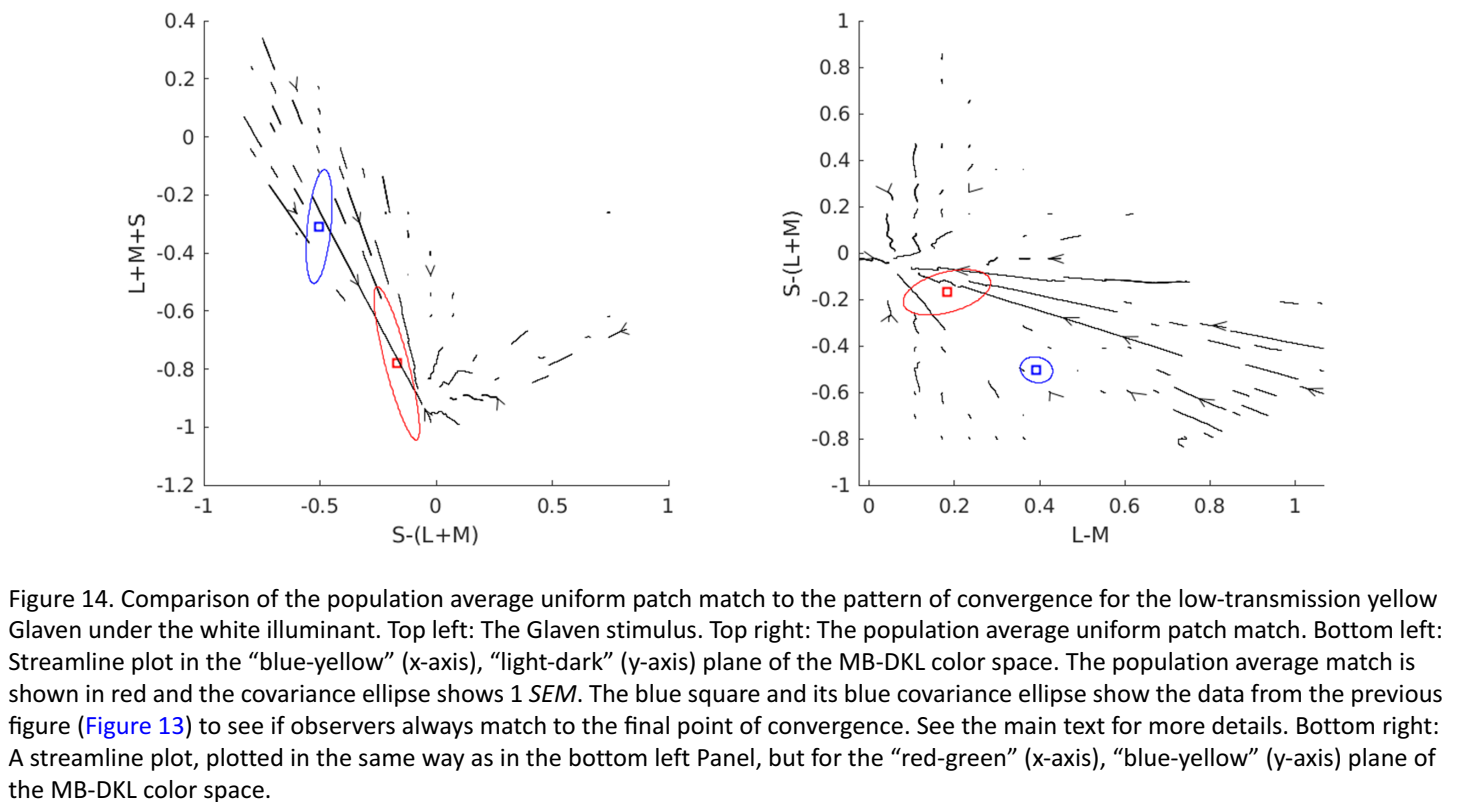 0.4
0.2
0
-0.2
-0.4
-0.6
-0.8
-1
-1.2
L+M+S
-1
-0.5
0
0.5
1
S-(L+M)
1
0.8
0.6
0.4
0.2
0
-0.2
-0.4
-0.6
-0.8
-1
S-(L+M)
0
0.2
0.4
0.6
0.8
1
L-M
Figure 14. Comparison of the population average uniform patch match to the pattern of convergence for the low-transmission yellow
Glaven under the white illuminant. Top left: The Glaven stimulus. Top right: The population average uniform patch match. Bottom left:
Streamline plot in the “blue-yellow” (x-axis), “light-dark” (y-axis) plane of the MB-DKL color space. The population average match is
shown in red and the covariance ellipse shows 1 SEM. The blue square and its blue covariance ellipse show the data from the previous
figure (Figure 13) to see if observers always match to the final point of convergence. See the main text for more details. Bottom right:
A streamline plot, plotted in the same way as in the bottom left Panel, but for the “red-green” (x-axis), “blue-yellow” (y-axis) plane of
the MB-DKL color space.